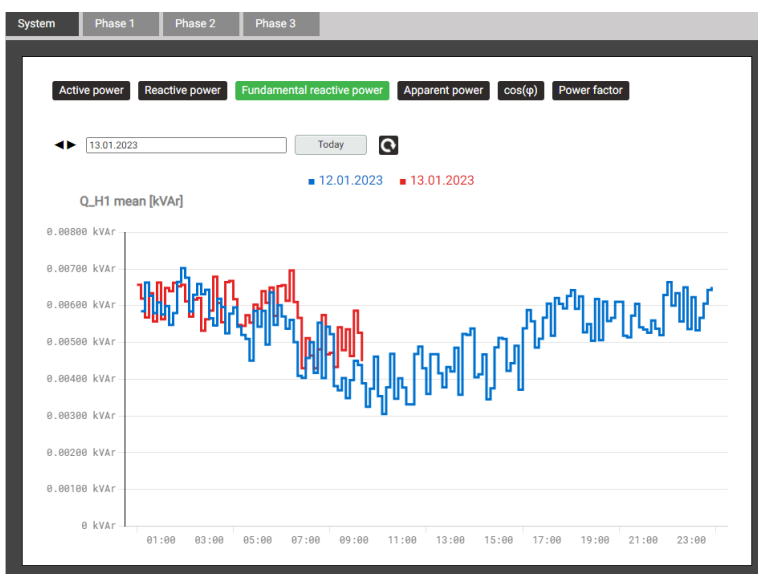 System Phase 1 Phase 2 Phase 3
Active power Reactive power Fundamental reactive power Apparent power cos(φ) Power factor
13.01.2023 Today
12.01.2023 13.01.2023
Q_H1 mean [kVAr]
0.00800 kVAr
0.00700 kVAr
0.00600 kVAr
0.00500 kVAr
0.00400 kVAr
0.00300 kVAr
0.00200 kVAr
0.00100 kVAr
0 kVAr
01:00 03:00 05:00 07:00 09:00 11:00 13:00 15:00 17:00 19:00 21:00 23:00